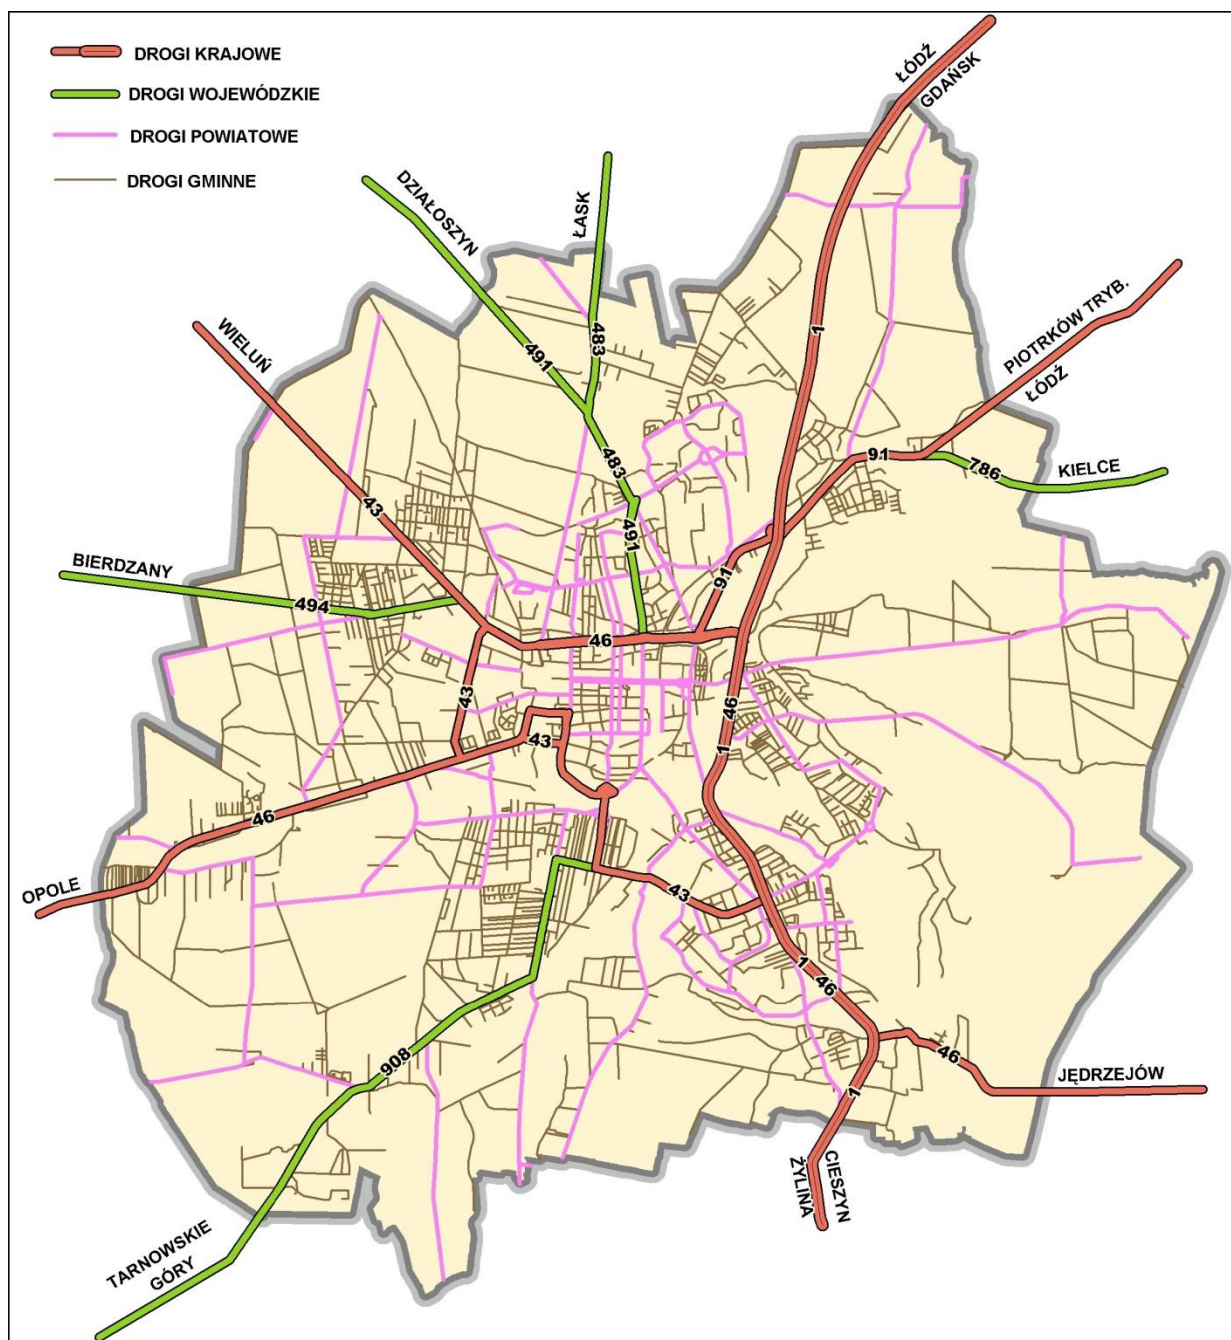 DROGI KRAJOWE
DROGI WOJEWÓDZKIE
DROGI POWIATOWE
DROGI GMINNE
ŁÓDŹ
GDAŃSK
DZIAŁOSZYN
ŁASK
WIELUŃ
PIOTRKÓW TRYB.
ŁÓDŹ
1
483
491
91
786
KIELCE
483
43
491
BIERDZANY
494
91
46
43
46
1
43
46
OPOLE
43
1
46
908
46
JĘDRZEJÓW
1
CIESZYN
ŻYLINA
TARNOWSKIE
GÓRY